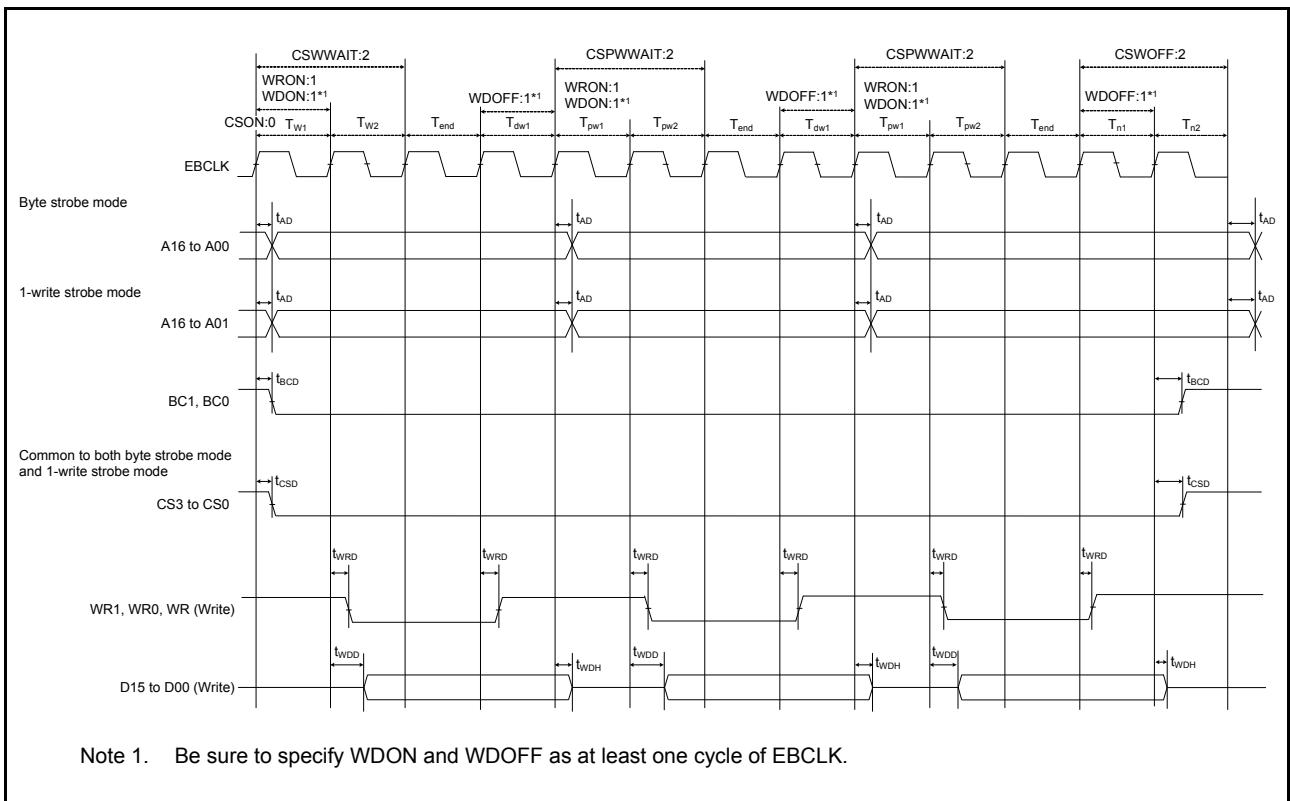 CSWWAIT:2 CSPWWAIT:2 CSPWWAIT:2 CSWOFF:2
WRON:1 WRON:1 WRON:1
WDON:1*1 WDOFF:1*1 WDON:1*1 WDOFF:1*1 WDON:1*1 WDOFF:1*1
CSON:0 TW1 TW2 Tend Tdw1 Tpw1 Tpw2 Tend Tdw1 Tpw1 Tpw2 Tend Tn1 Tn2
EBCLK
Byte strobe mode
tAD tAD tAD tAD
A16 to A00
1-write strobe mode
tAD tAD tAD tAD
A16 to A01
tBCD tBCD
BC1, BC0
Common to both byte strobe mode
and 1-write strobe mode
tCSD tCSD
CS3 to CS0
tWRD tWRD tWRD tWRD tWRD tWRD
WR1, WR0, WR (Write)
tWDD tWDH tWDD tWDH tWDD tWDH
D15 to D00 (Write)
Note 1. Be sure to specify WDON and WDOFF as at least one cycle of EBCLK.